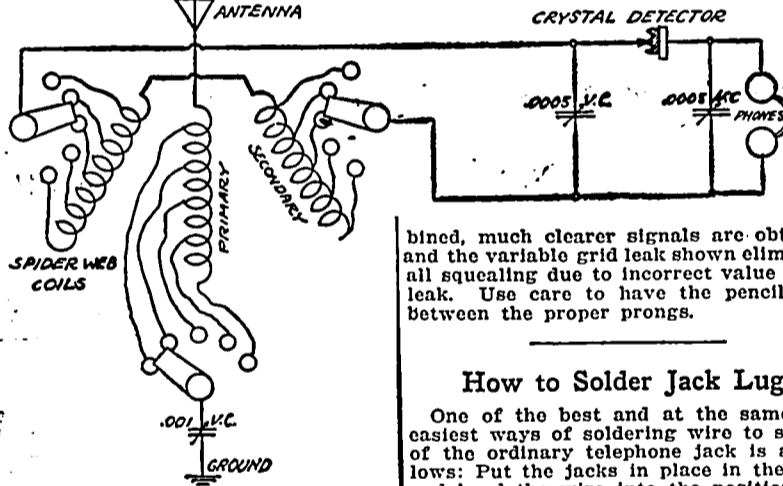 ANTENNA
CRYSTAL DETECTOR
.0005 V.C.
.0005
PHONES
SECONDARY
PRIMARY
SPIDER WEB
COILS
.001 V.C.
GROUND
bined, much clearer signals are
and the variable grid leak shown
all squealing due to incorrect value
leak. Use care to have the pencil
between the proper prongs.
How to Solder Jack
One of the best and at the same
easiest ways of soldering wire to
of the ordinary telephone jack is
lows: Put the jacks in place in the